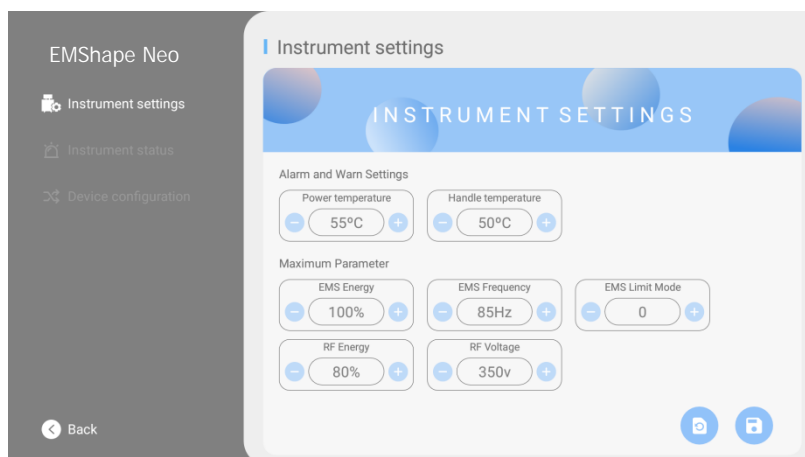 EMShape Neo
Instrument settings
Instrument status
Device configuration
Back
Instrument settings
INSTRUMENT SETTINGS
Alarm and Warn Settings
Power temperature
Handle temperature
− 55ºC +
− 50ºC +
Maximum Parameter
EMS Energy
EMS Frequency
EMS Limit Mode
− 100% +
− 85Hz +
− 0 +
RF Energy
RF Voltage
− 80% +
− 350v +